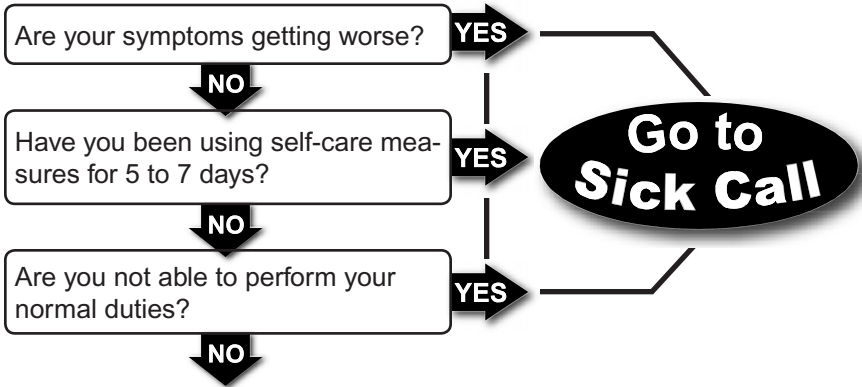 Are your symptoms getting worse?
YES
NO
Have you been using self-care mea-
sures for 5 to 7 days?
YES
NO
Are you not able to perform your
normal duties?
YES
NO
Go to
Sick Call